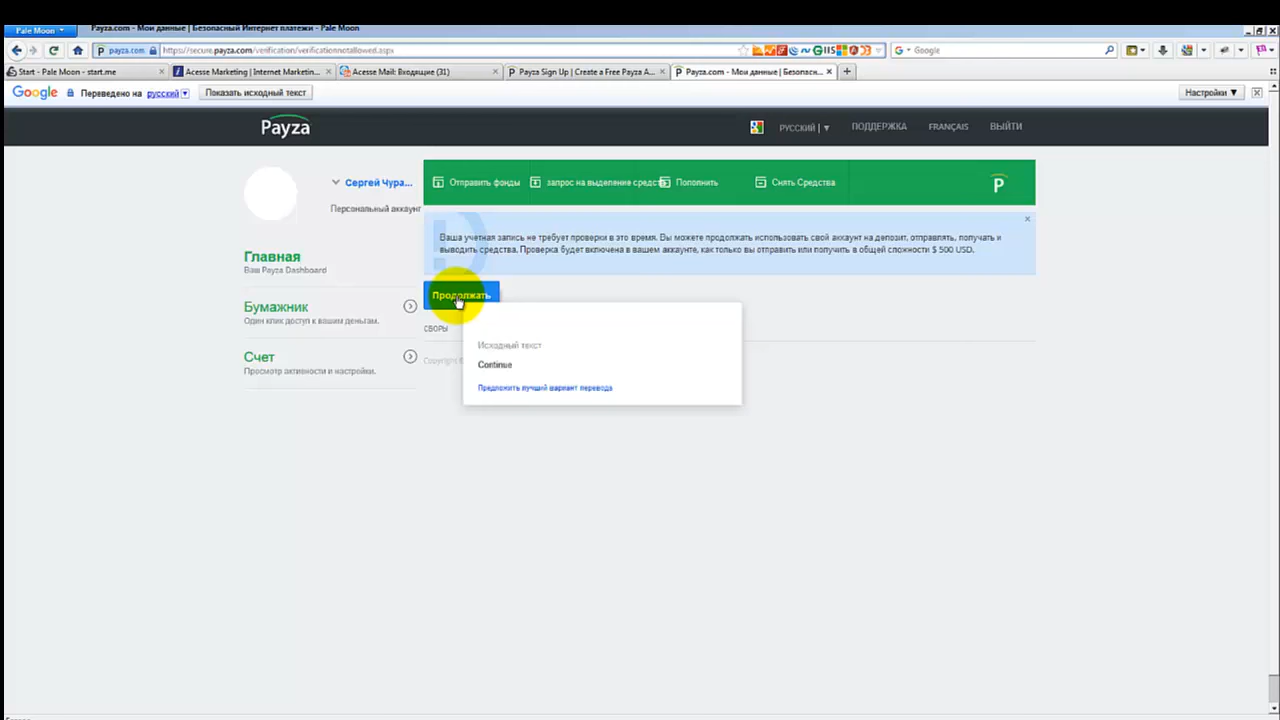 Pale Moon
Payza.com - Мои данные | Безопасный Интернет платежи - Pale Moon
payza.com
https://secure.payza.com/verification/verificationnotallowed.aspx
Google
Start - Pale Moon - start.me
Acesse Marketing | Internet Marketin...
Acesse Mail: Входящие (31)
Payza Sign Up | Create a Free Payza A...
Payza.com - Мои данные | Безопасн...
Google
Переведено на
русский
Показать исходный текст
Настройки ▼
Payza
РУССКИЙ | ▼
ПОДДЕРЖКА
FRANÇAIS
ВЫЙТИ
Сергей Чура...
Персональный аккаунт
Отправить фонды
запрос на выделение средст
Пополнить
Снять Средства
Ваша учетная запись не требует проверки в это время. Вы можете продолжать использовать свой аккаунт на депозит, отправлять, получать и
выводить средства. Проверка будет включена в вашем аккаунте, как только вы отправить или получить в общей сложности $ 500 USD.
Главная
Ваш Payza Dashboard
Бумажник
Один клик доступ к вашим деньгам.
Счет
Просмотр активности и настройки.
Продолжать
СБОРЫ
Copyright ©
Исходный текст
Continue
Предложить лучший вариант перевода